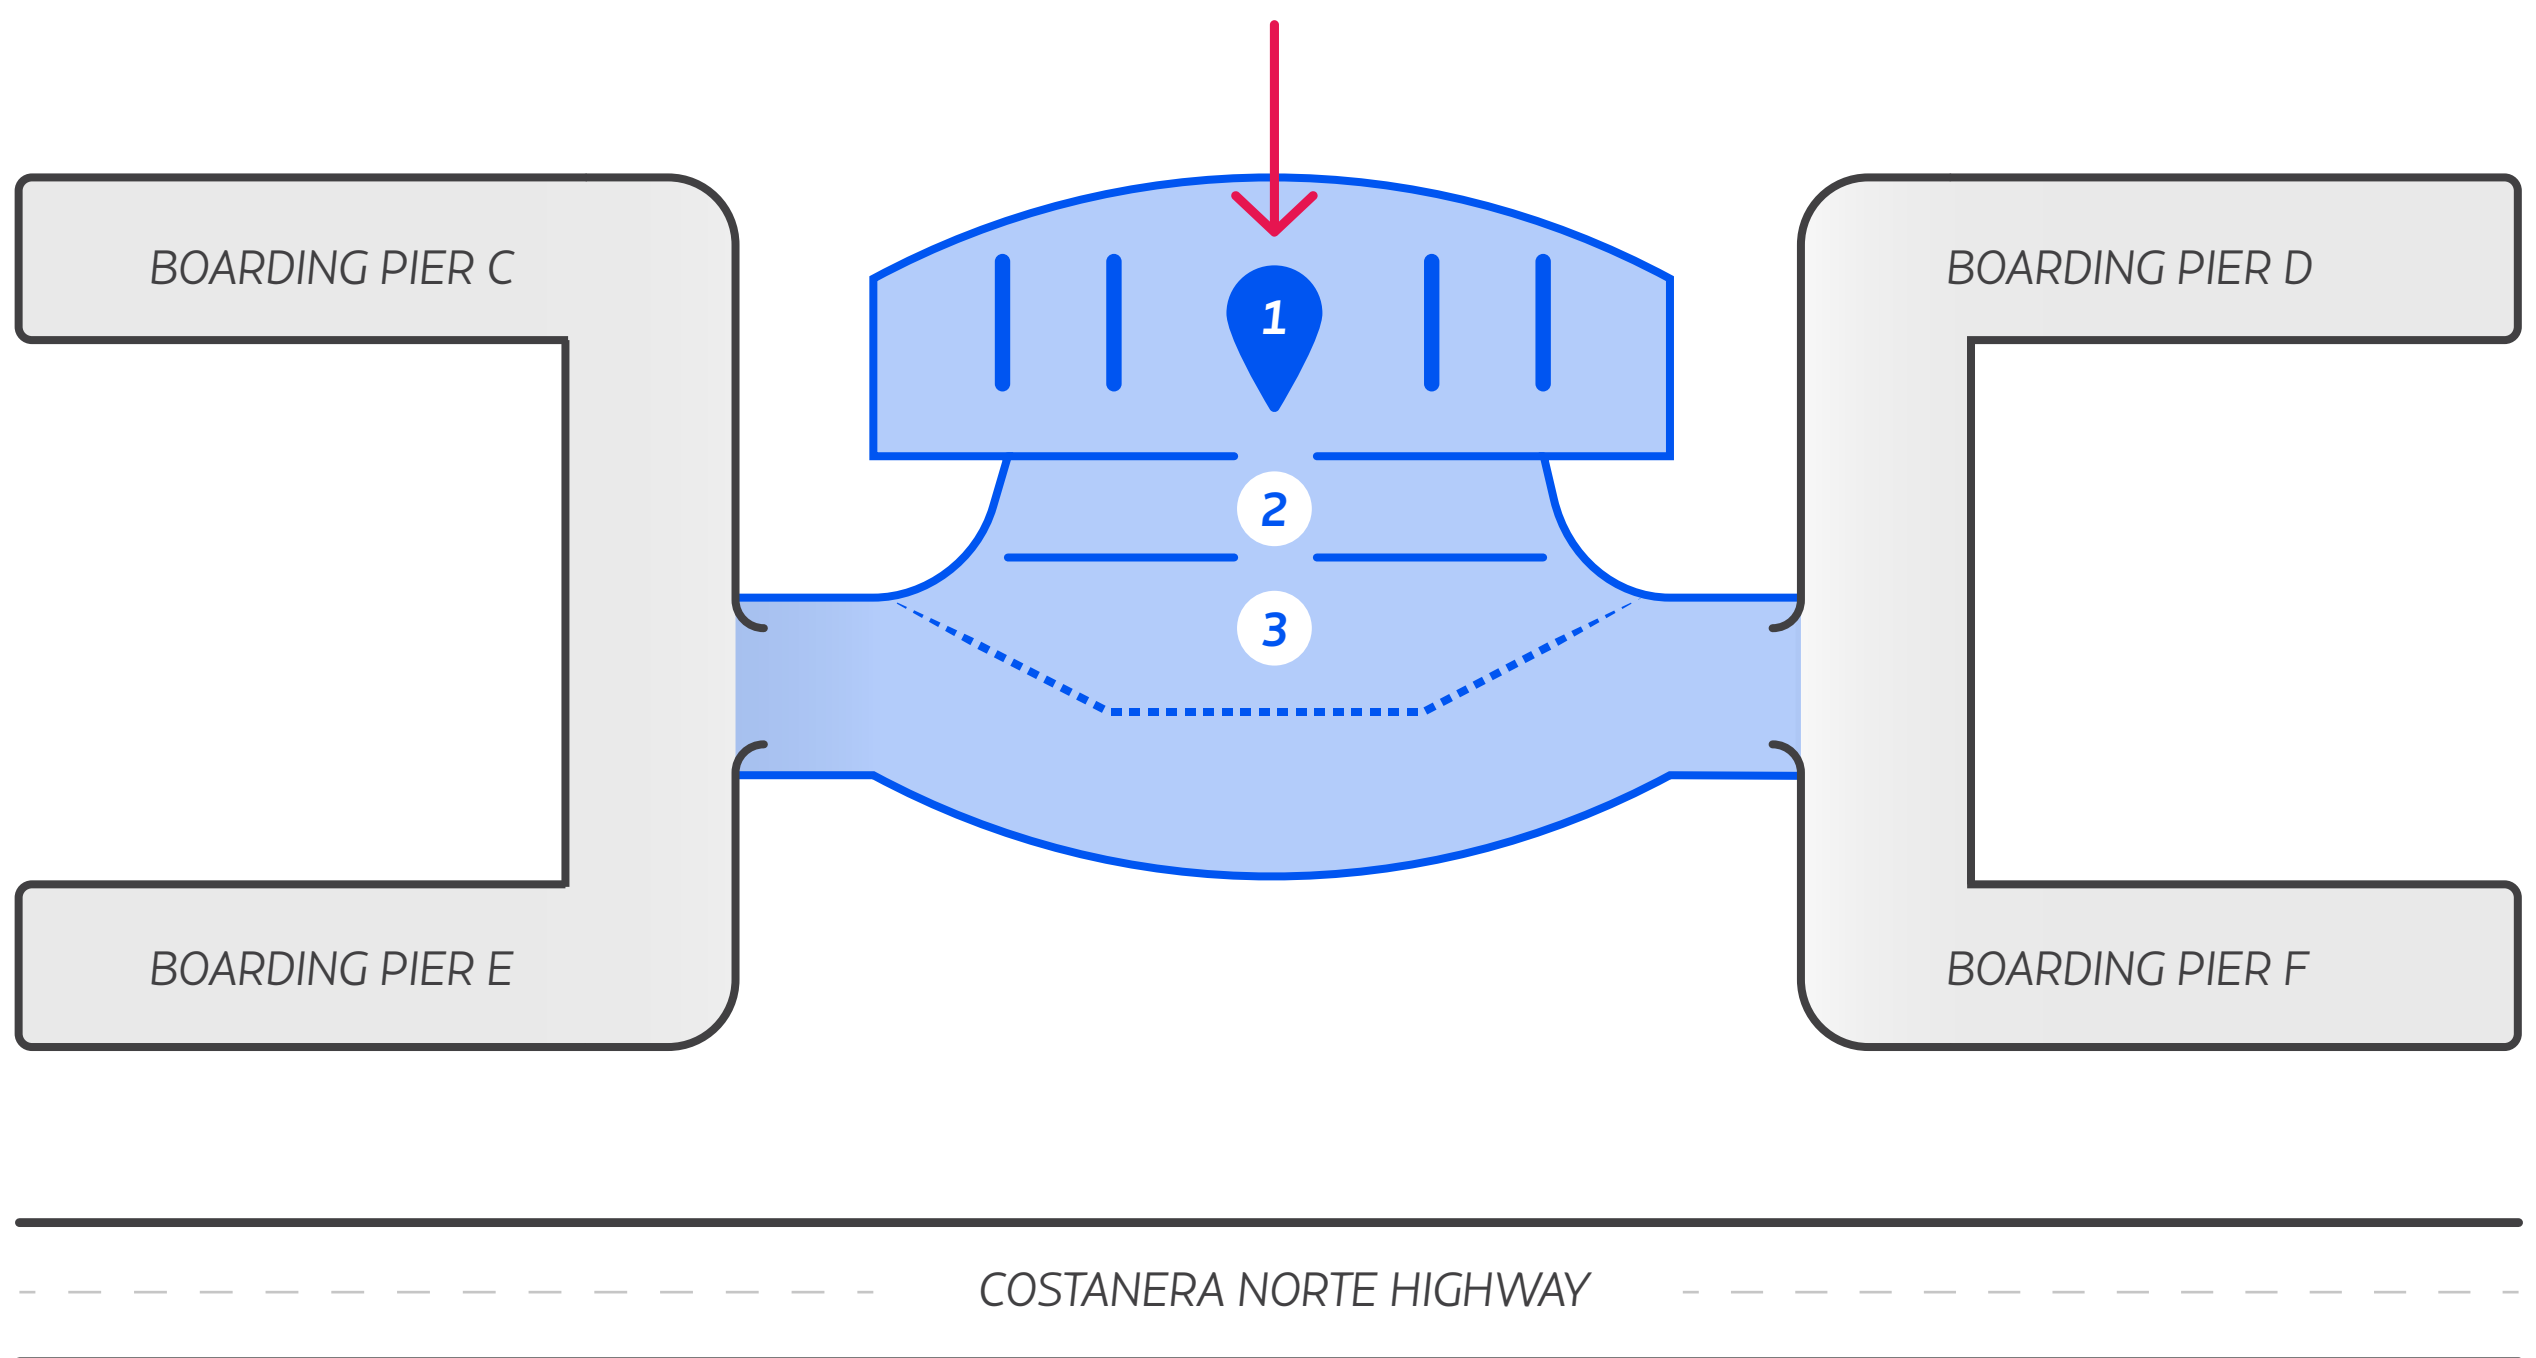 BOARDING PIER C
BOARDING PIER D
1
2
3
BOARDING PIER E
BOARDING PIER F
COSTANERA NORTE HIGHWAY